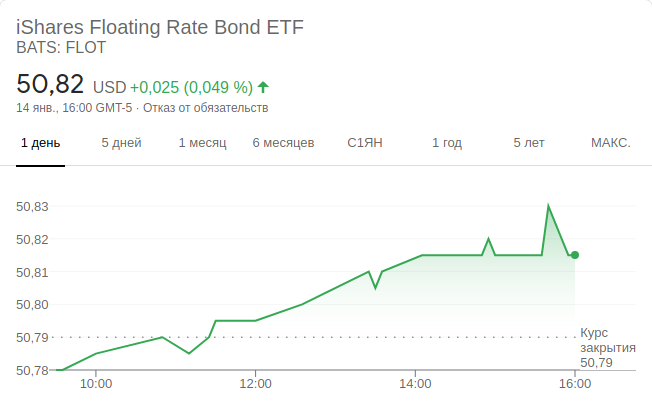 iShares Floating Rate Bond ETF
BATS: FLOT
50,82 USD +0,025 (0,049 %)
14 янв., 16:00 GMT-5 · Отказ от обязательств
1 день 5 дней 1 месяц 6 месяцев С1ЯН 1 год 5 лет МАКС.
50,83
50,82
50,81
50,80
50,79
50,78
Курс
закрытия
50,79
10:00 12:00 14:00 16:00